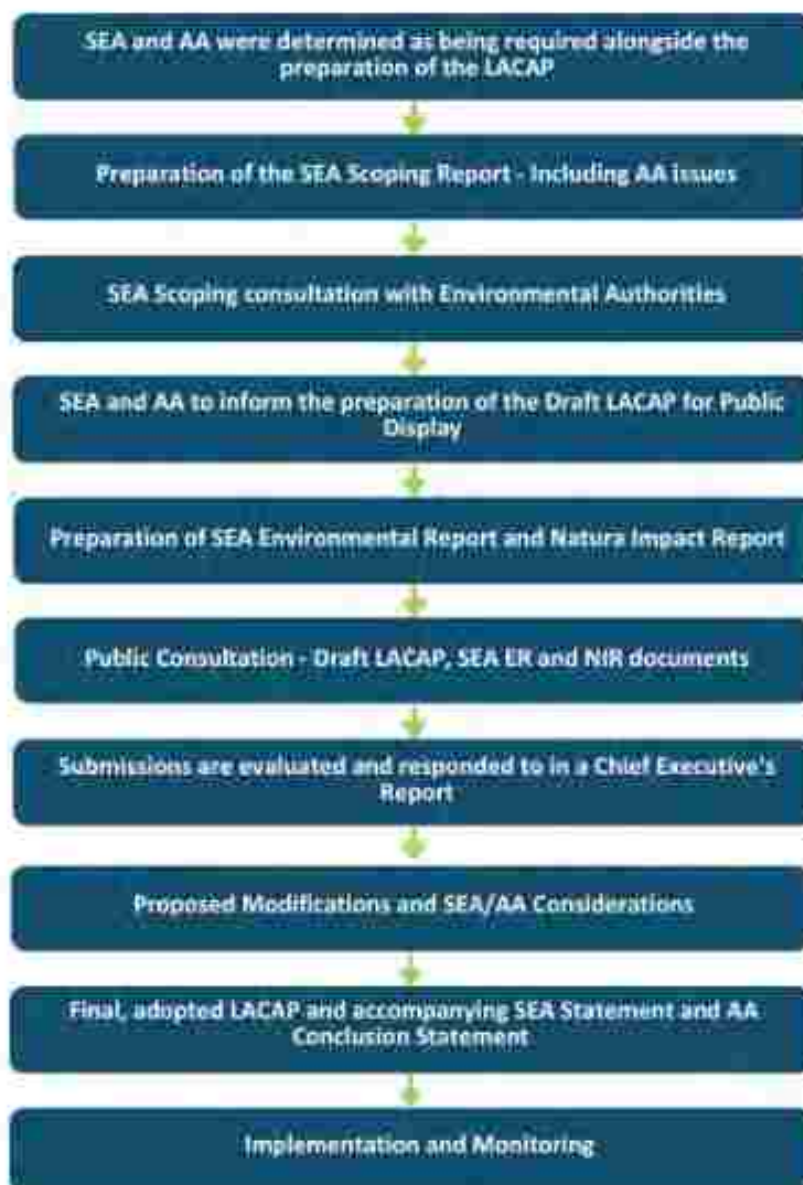 SEA and AA were determined as being required alongside the
preparation of the LACAP
Preparation of the SEA Scoping Report - Including AA issues
SEA Scoping consultation with Environmental Authorities
SEA and AA to inform the preparation of the Draft LACAP for Public
Display
Preparation of SEA Environmental Report and Natura Impact Report
Public Consultation - Draft LACAP, SEA ER and NIR documents
Submissions are evaluated and responded to in a Chief Executive's
Report
Proposed Modifications and SEA/AA Considerations
Final, adopted LACAP and accompanying SEA Statement and AA
Conclusion Statement
Implementation and Monitoring